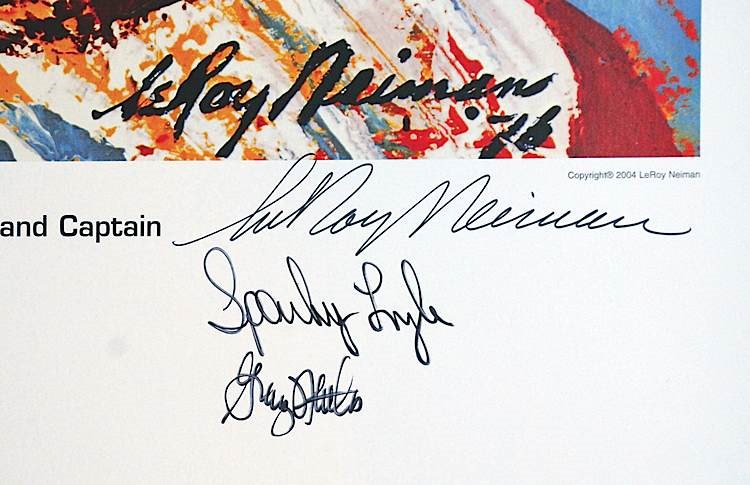 LeRoy Neiman
'76
Copyright® 2004 LeRoy Neiman
and Captain
LeRoy Neiman
Sparky Lyle